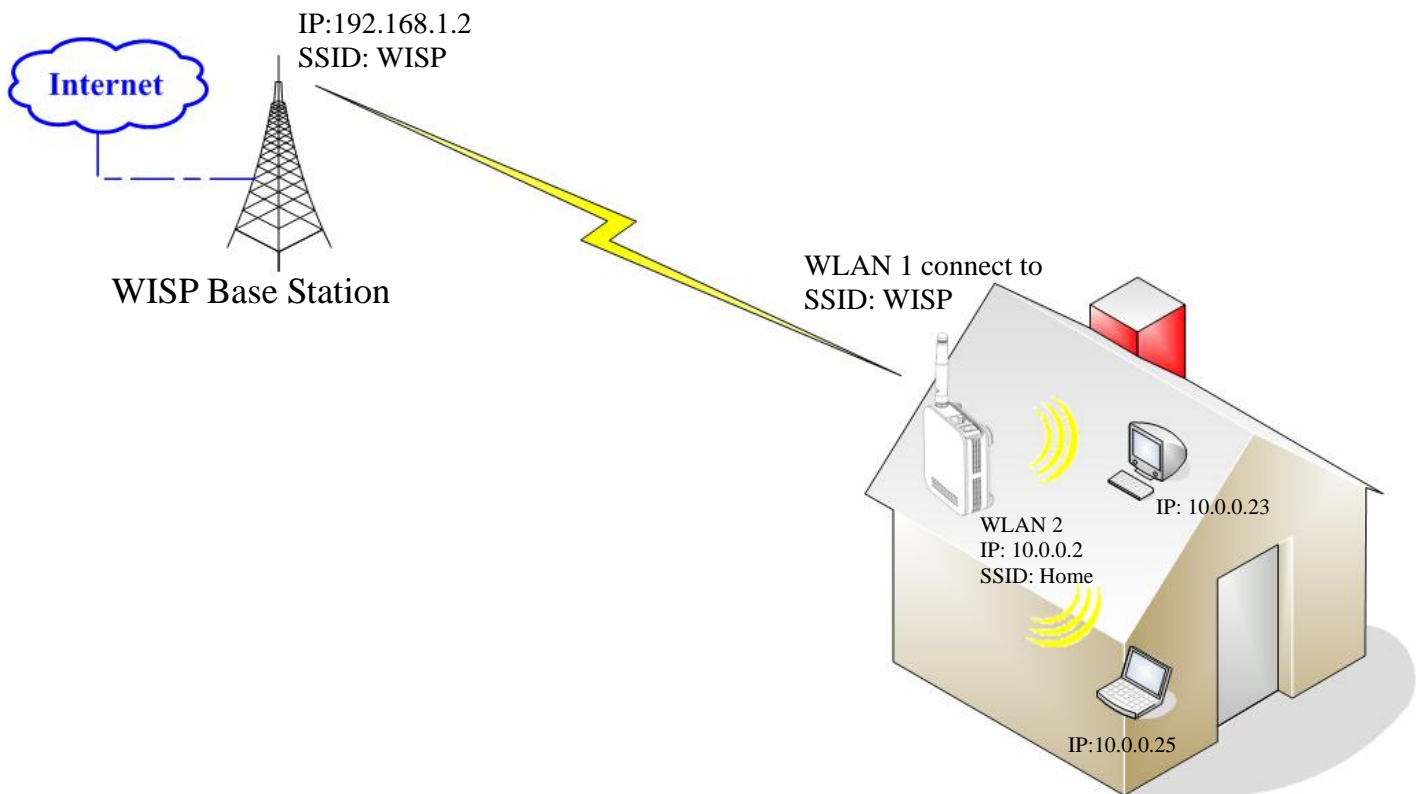 IP:192.168.1.2
SSID: WISP
Internet
WISP Base Station
WLAN 1 connect to
SSID: WISP
IP: 10.0.0.23
WLAN 2
IP: 10.0.0.2
SSID: Home
IP:10.0.0.25